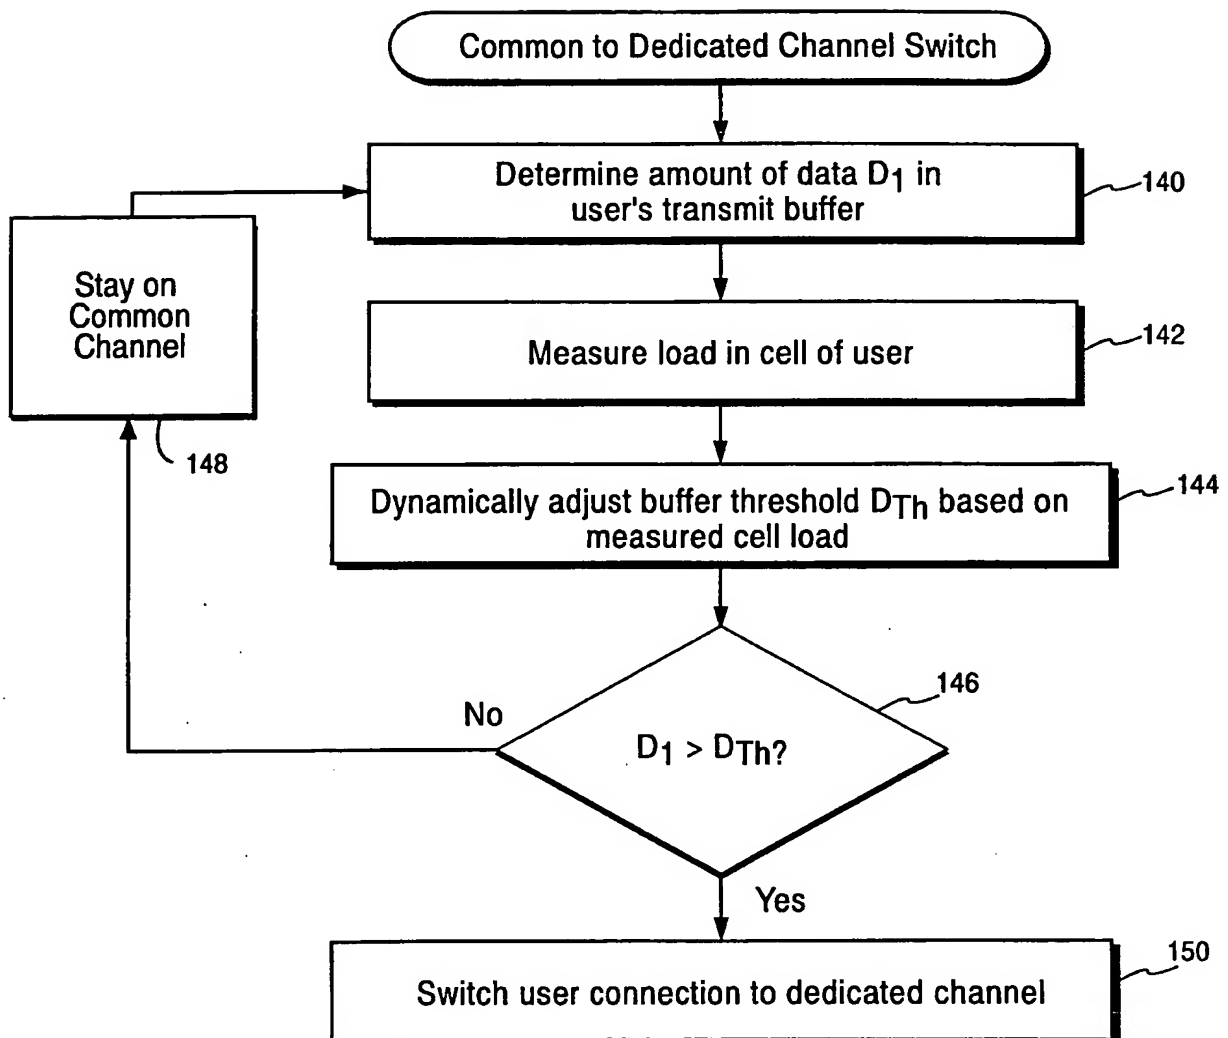 Common to Dedicated Channel Switch
Determine amount of data D1 in
user's transmit buffer
140
Stay on
Common
Channel
148
Measure load in cell of user
142
Dynamically adjust buffer threshold DTh based on
measured cell load
144
D1 > DTh?
146
No
Yes
Switch user connection to dedicated channel
150